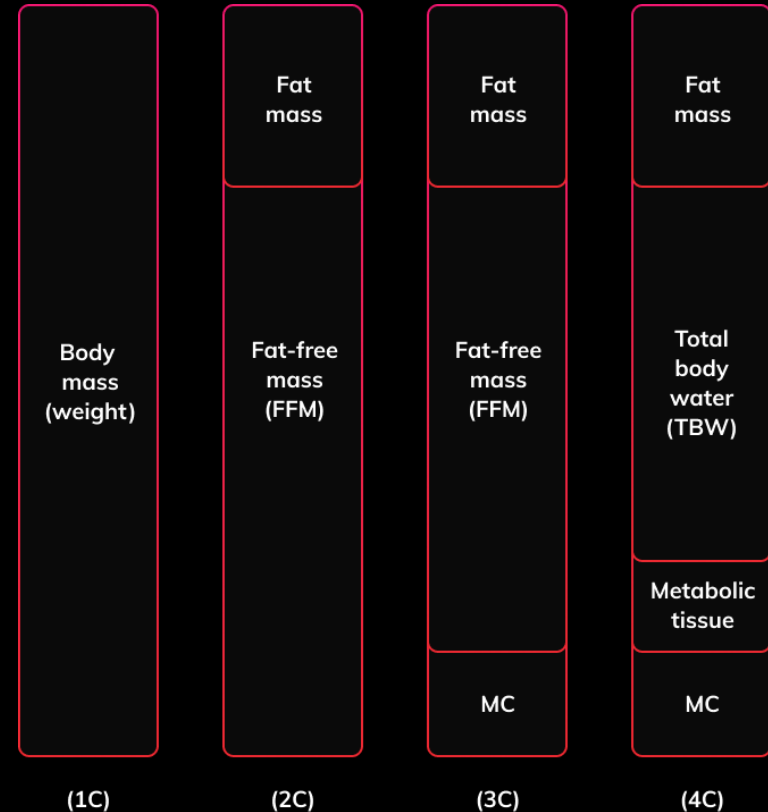 Body
mass
(weight)
(1C)
Fat
mass
Fat-free
mass
(FFM)
(2C)
Fat
mass
Fat-free
mass
(FFM)
MC
(3C)
Fat
mass
Total
body
water
(TBW)
Metabolic
tissue
MC
(4C)